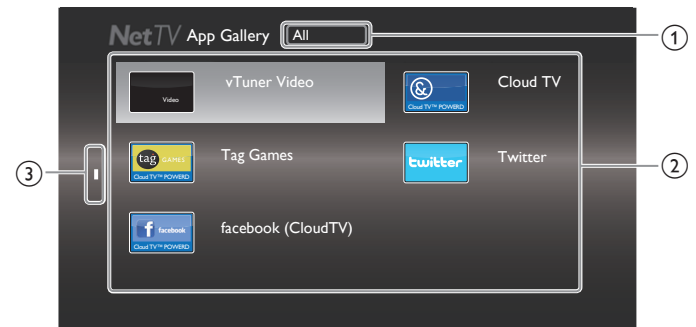 NetTV App Gallery All
1
vTuner Video
Video
Cloud TV
&
Cloud TV™ POWERD
tag GAMES
Cloud TV™ POWERD
Tag Games
twitter
Twitter
2
3
f facebook
Cloud TV™ POWERD
facebook (CloudTV)